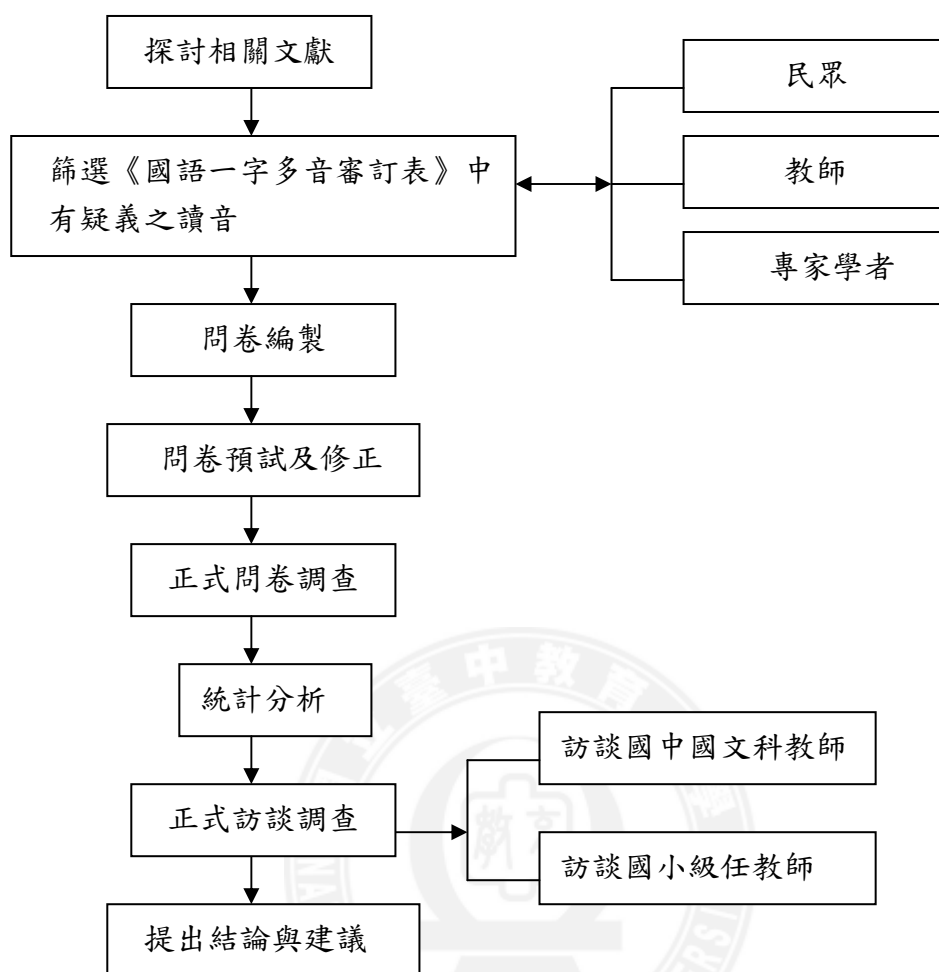 探討相關文獻
民眾
篩選《國語一字多音審訂表》中
有疑義之讀音
教師
專家學者
問卷編製
問卷預試及修正
正式問卷調查
統計分析
訪談國中國文科教師
正式訪談調查
訪談國小級任教師
提出結論與建議
臺中教育